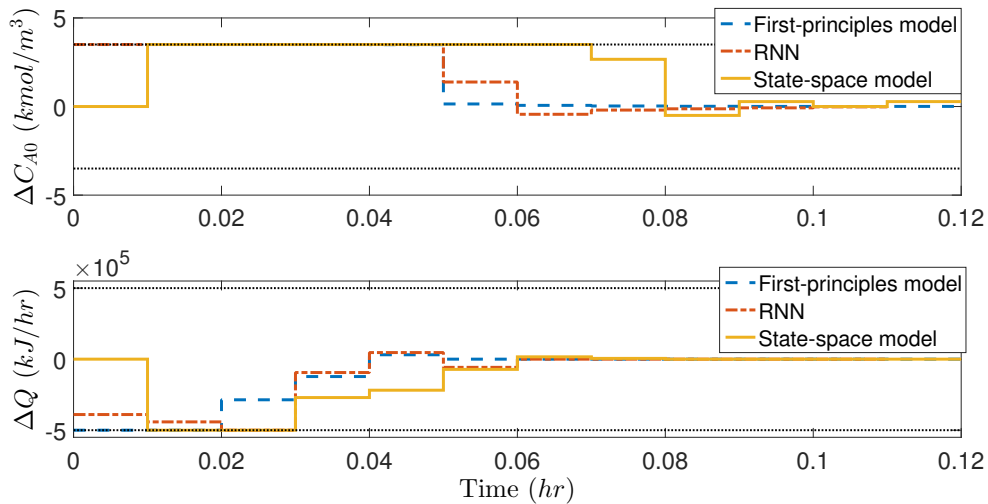 5
0
-5
ΔC_{A0} (kmol/m^3)
First-principles model
RNN
State-space model
0 0.02 0.04 0.06 0.08 0.1 0.12
×10^5
5
0
-5
ΔQ (kJ/hr)
First-principles model
RNN
State-space model
0 0.02 0.04 0.06 0.08 0.1 0.12
Time (hr)